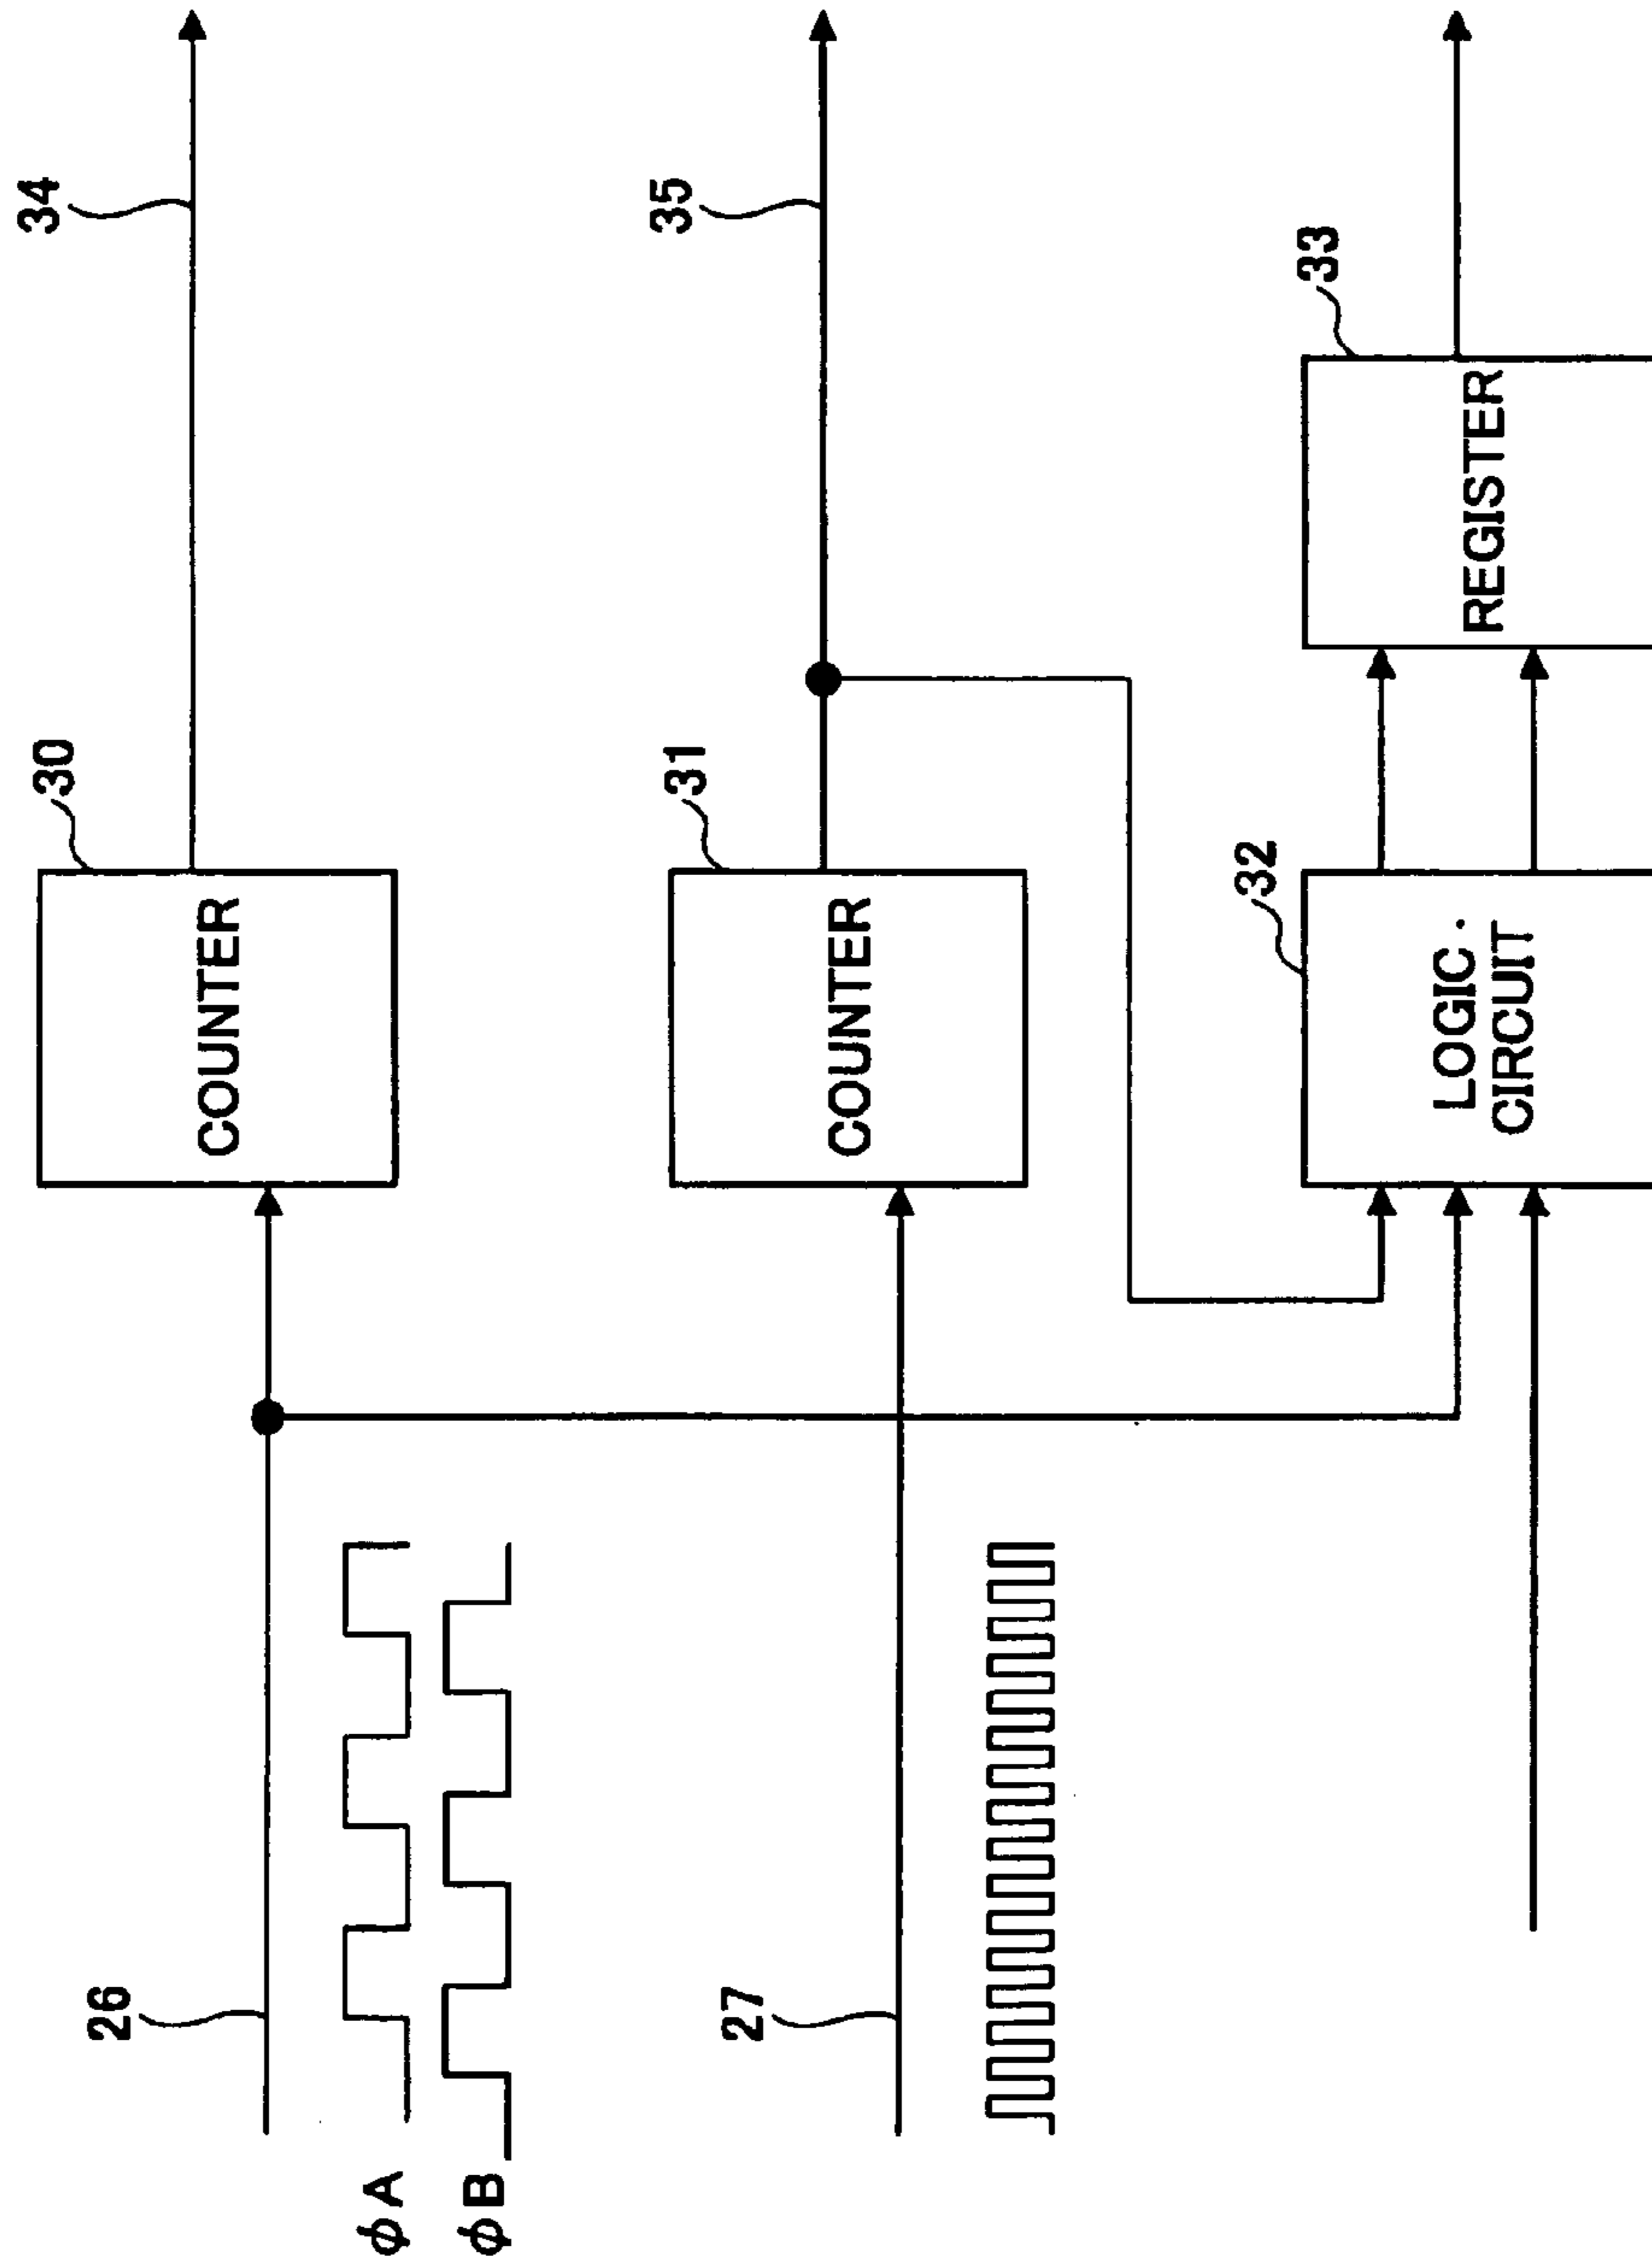 34
30
COUNTER
26
φA
φB
35
31
COUNTER
27
33
REGISTER
32
LOGIC
CIRCUIT